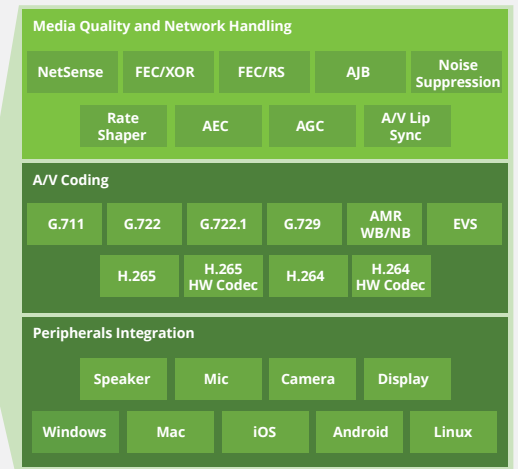 Media Quality and Network Handling
NetSense
FEC/XOR
FEC/RS
AJB
Noise
Suppression
Rate
Shaper
AEC
AGC
A/V Lip
Sync
A/V Coding
G.711
G.722
G.722.1
G.729
AMR
WB/NB
EVS
H.265
H.265
HW Codec
H.264
H.264
HW Codec
Peripherals Integration
Speaker
Mic
Camera
Display
Windows
Mac
iOS
Android
Linux